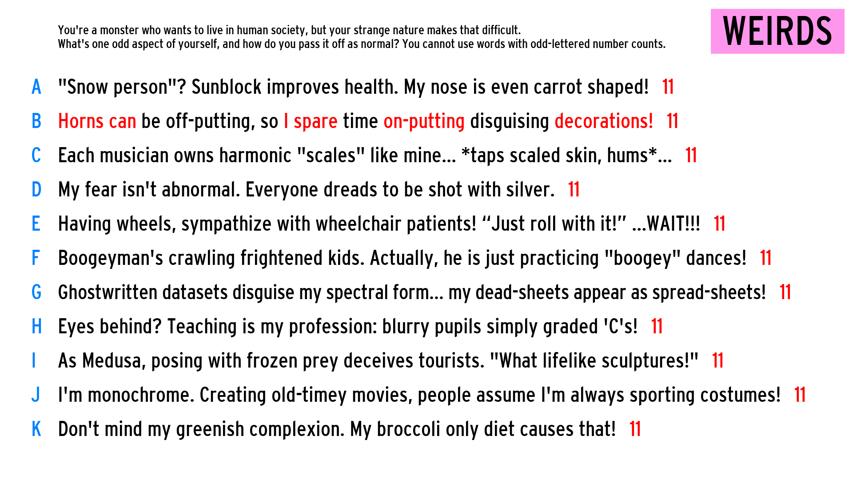 You're a monster who wants to live in human society, but your strange nature makes that difficult.
What's one odd aspect of yourself, and how do you pass it off as normal? You cannot use words with odd-lettered number counts.
WEIRDS
A "Snow person"? Sunblock improves health. My nose is even carrot shaped! 11
B Horns can be off-putting, so I spare time on-putting disguising decorations! 11
C Each musician owns harmonic "scales" like mine... *taps scaled skin, hums*... 11
D My fear isn't abnormal. Everyone dreads to be shot with silver. 11
E Having wheels, sympathize with wheelchair patients! “Just roll with it!” ...WAIT!!! 11
F Boogeyman's crawling frightened kids. Actually, he is just practicing "boogey" dances! 11
G Ghostwritten datasets disguise my spectral form... my dead-sheets appear as spread-sheets! 11
H Eyes behind? Teaching is my profession: blurry pupils simply graded 'C's! 11
I As Medusa, posing with frozen prey deceives tourists. "What lifelike sculptures!" 11
J I'm monochrome. Creating old-timey movies, people assume I'm always sporting costumes! 11
K Don't mind my greenish complexion. My broccoli only diet causes that! 11